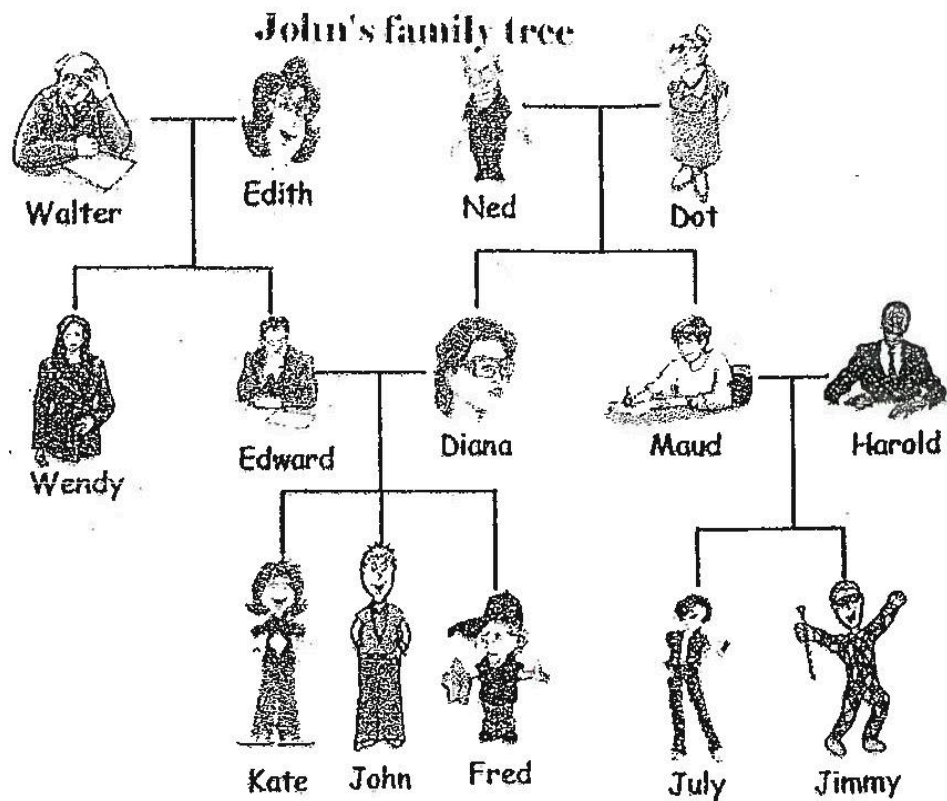 John's family tree
Walter
Edith
Ned
Dot
Wendy
Edward
Diana
Maud
Harold
Kate
John
Fred
July
Jimmy